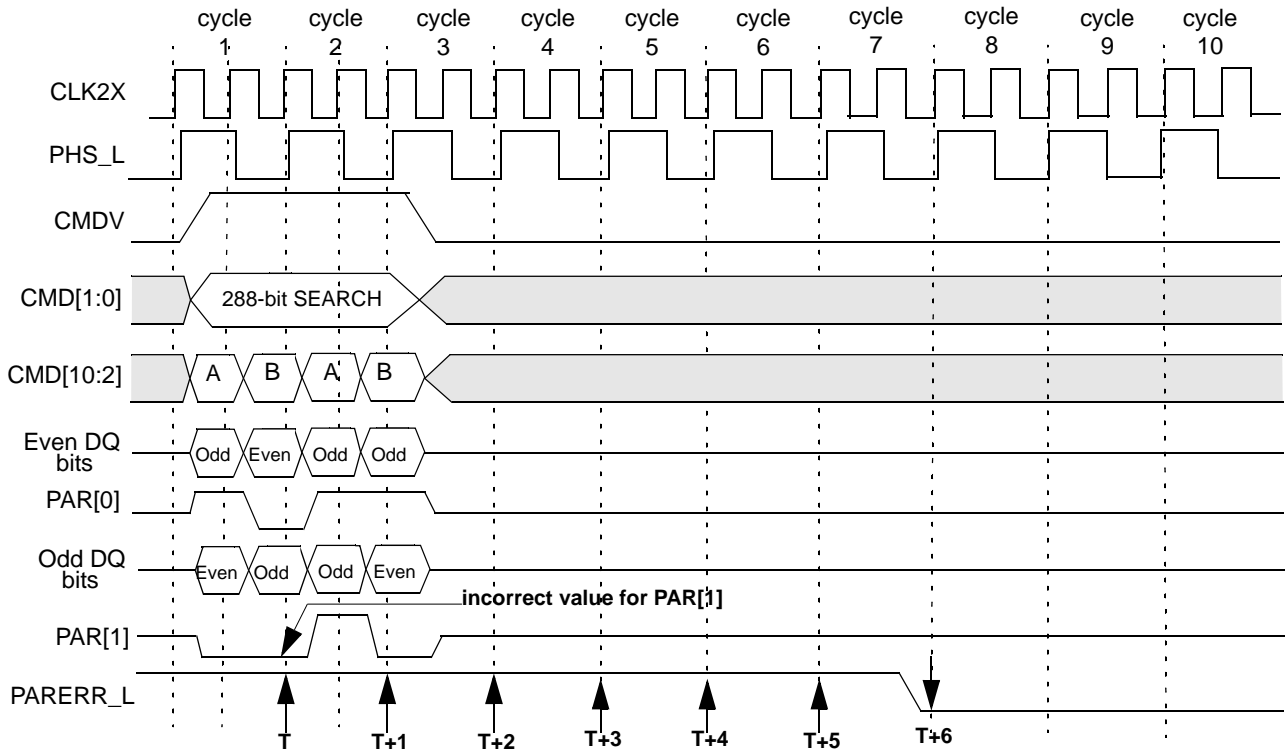 cycle cycle cycle cycle cycle cycle cycle cycle cycle cycle
1 2 3 4 5 6 7 8 9 10
CLK2X
PHS_L
CMDV
CMD[1:0] 288-bit SEARCH
CMD[10:2] A B A B
Even DQ
bits
Odd Even Odd Odd
PAR[0]
Odd DQ
bits
Even Odd Odd Even
incorrect value for PAR[1]
PAR[1]
PARERR_L
T T+1 T+2 T+3 T+4 T+5 T+6